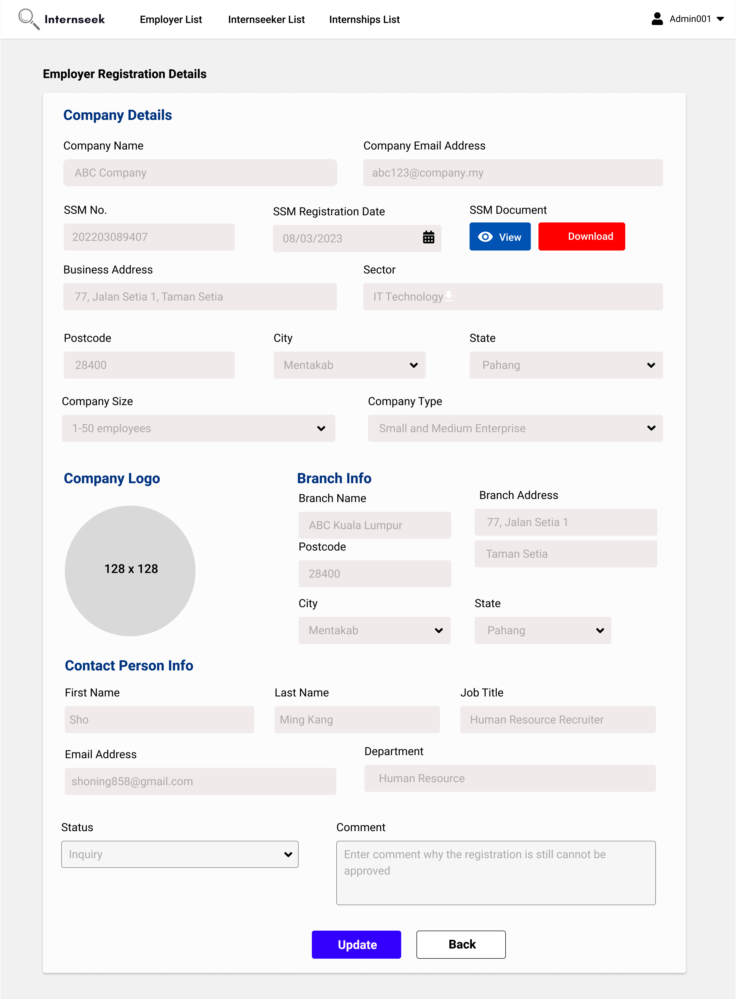 Internseek
Employer List
Internseeker List
Internships List
Admin001
Employer Registration Details
Company Details
Company Name
Company Email Address
ABC Company
abc123@company.my
SSM No.
SSM Registration Date
SSM Document
202203089407
08/03/2023
View
Download
Business Address
Sector
77, Jalan Setia 1, Taman Setia
IT Technology
Postcode
City
State
28400
Mentakab
Pahang
Company Size
Company Type
1-50 employees
Small and Medium Enterprise
Company Logo
128 x 128
Branch Info
Branch Name
Branch Address
ABC Kuala Lumpur
77, Jalan Setia 1
Postcode
Taman Setia
28400
City
State
Mentakab
Pahang
Contact Person Info
First Name
Last Name
Job Title
Sho
Ming Kang
Human Resource Recruiter
Email Address
Department
shoning858@gmail.com
Human Resource
Status
Comment
Inquiry
Enter comment why the registration is still cannot be
approved
Update
Back